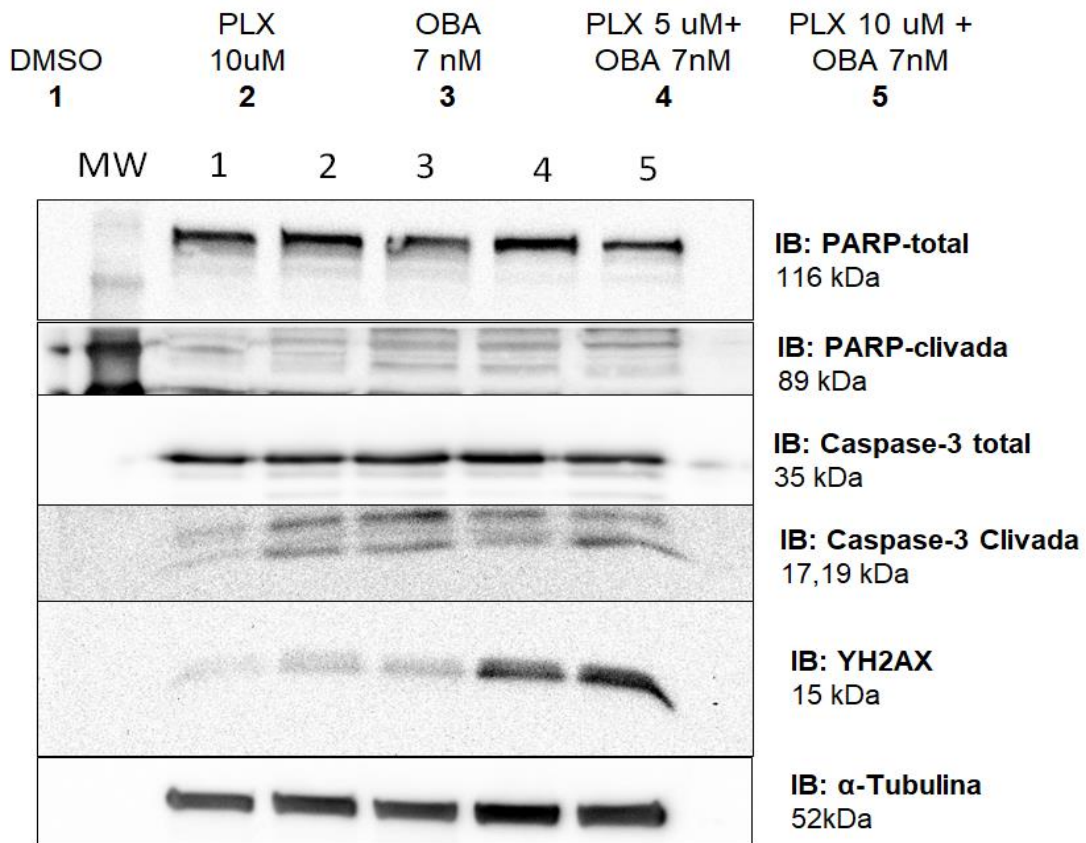 DMSO
1
PLX
10uM
2
OBA
7 nM
3
PLX 5 uM+
OBA 7nM
4
PLX 10 uM +
OBA 7nM
5
MW 1 2 3 4 5
IB: PARP-total
116 kDa
IB: PARP-clivada
89 kDa
IB: Caspase-3 total
35 kDa
IB: Caspase-3 Clivada
17,19 kDa
IB: YH2AX
15 kDa
IB: α-Tubulina
52kDa